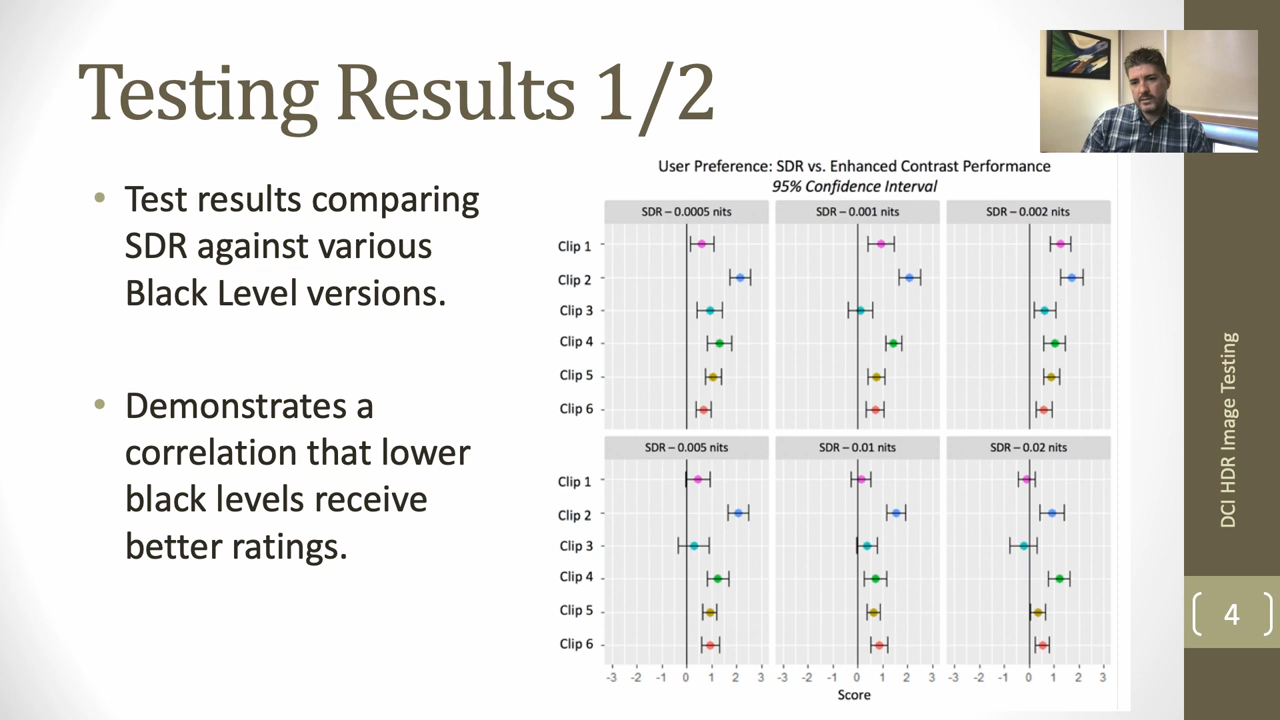 Testing Results 1/2
• Test results comparing
SDR against various
Black Level versions.
• Demonstrates a
correlation that lower
black levels receive
better ratings.
User Preference: SDR vs. Enhanced Contrast Performance
95% Confidence Interval
SDR – 0.0005 nits SDR – 0.001 nits SDR – 0.002 nits
Clip 1
Clip 2
Clip 3
Clip 4
Clip 5
Clip 6
SDR – 0.005 nits SDR – 0.01 nits SDR – 0.02 nits
Clip 1
Clip 2
Clip 3
Clip 4
Clip 5
Clip 6
-3 -2 -1 0 1 2 3 -3 -2 -1 0 1 2 3 -3 -2 -1 0 1 2 3
Score
DCI HDR Image Testing
4